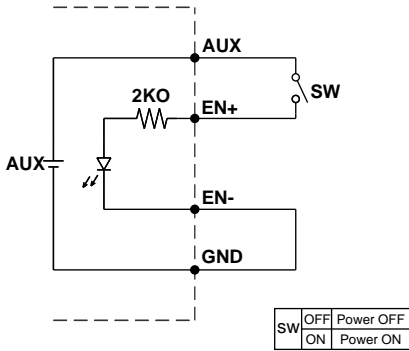 AUX
2KO
SW
EN+
AUX
EN-
GND
SW OFF Power OFF
ON Power ON